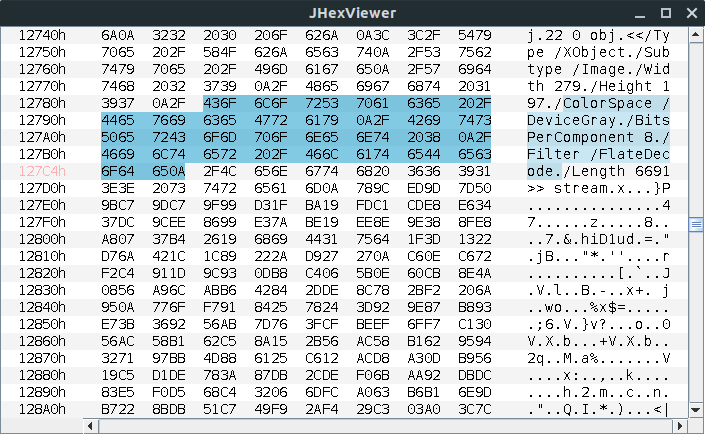 JHexViewer
12740h 6A0A 3232 2030 206F 626A 0A3C 3C2F 5479 j.22 0 obj.<</Ty
12750h 7065 202F 584F 626A 6563 740A 2F53 7562 pe /XObject./Sub
12760h 7479 7065 202F 496D 6167 650A 2F57 6964 type /Image./Wid
12770h 7468 2032 3739 0A2F 4865 6967 6874 2031 th 279./Height 1
12780h 3937 0A2F 436F 6C6F 7253 7061 6365 202F 97./ColorSpace /
12790h 4465 7669 6365 4772 6179 0A2F 4269 7473 DeviceGray./Bits
127A0h 5065 7243 6F6D 706F 6E65 6E74 2038 0A2F PerComponent 8./
127B0h 4669 6C74 6572 202F 466C 6174 6544 6563 Filter /FlateDec
127C4h 6F64 650A 2F4C 656E 6774 6820 3636 3931 ode./Length 6691
127D0h 3E3E 2073 7472 6561 6D0A 789C ED9D 7D50 >> stream.x...}P
127E0h 9BC7 9DC7 9F99 D31F BA19 FDC1 CDE8 E634 ...............4
127F0h 37DC 9CEE 8699 E37A BE19 EE8E 9E38 8FE8 7......z.....8..
12800h A807 37B4 2619 6869 4431 7564 1F3D 1322 ..7.&.hiD1ud.=."
12810h D76A 421C 1C89 222A D927 270A CA60 EC67 .jB..."*.''....r
12820h F2C4 911D 9C93 0DB8 C406 5B0E 60CB 8E4A ..........[.`..J
12830h 0856 A96C ABB6 4284 2DDE 8C78 2BF2 206A .V.l..B.-..x+. j
12840h 950A 776F F791 8425 7824 3D92 9E87 B893 ..wo...%x$=.....
12850h E73B 3692 56AB 7D76 3FCF BEEF 6FF7 C130 .;6.V.}v?...o..0
12860h 56AC 58B1 62C5 8A15 2B56 AC58 B162 9594 V.X.b...+V.X.b..
12870h 3271 97BB 4D88 6125 C612 ACD8 A30D B956 2q..M.a%.......V
12880h 19C5 D1DE 783A 87DB 2CDE F06B AA92 DBDC ....x:..,..k....
12890h 83E5 F0D5 68C4 3206 6DFC A063 B6B1 6E9D ....h.2.m..c..n.
128A0h B722 8BDB 51C7 49F9 2AF4 29C3 03A0 3C7C ."..Q.I.*.)...<|